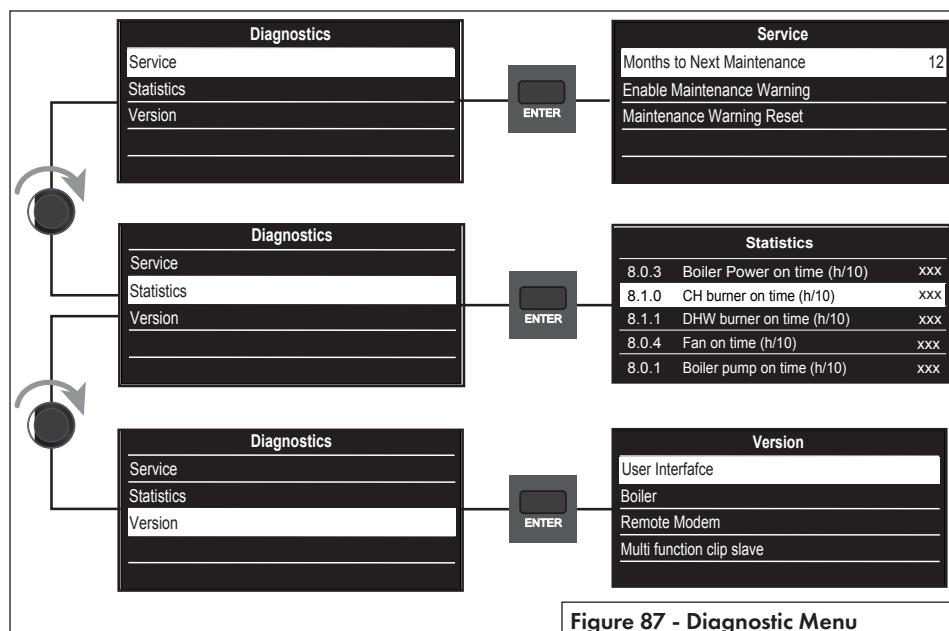 Diagnostics
Service
Statistics
Version
ENTER
Service
Months to Next Maintenance 12
Enable Maintenance Warning
Maintenance Warning Reset
Diagnostics
Service
Statistics
Version
ENTER
Statistics
8.0.3 Boiler Power on time (h/10) xxx
8.1.0 CH burner on time (h/10) xxx
8.1.1 DHW burner on time (h/10) xxx
8.0.4 Fan on time (h/10) xxx
8.0.1 Boiler pump on time (h/10) xxx
Diagnostics
Service
Statistics
Version
ENTER
Version
User Interfafce
Boiler
Remote Modem
Multi function clip slave
Figure 87 - Diagnostic Menu